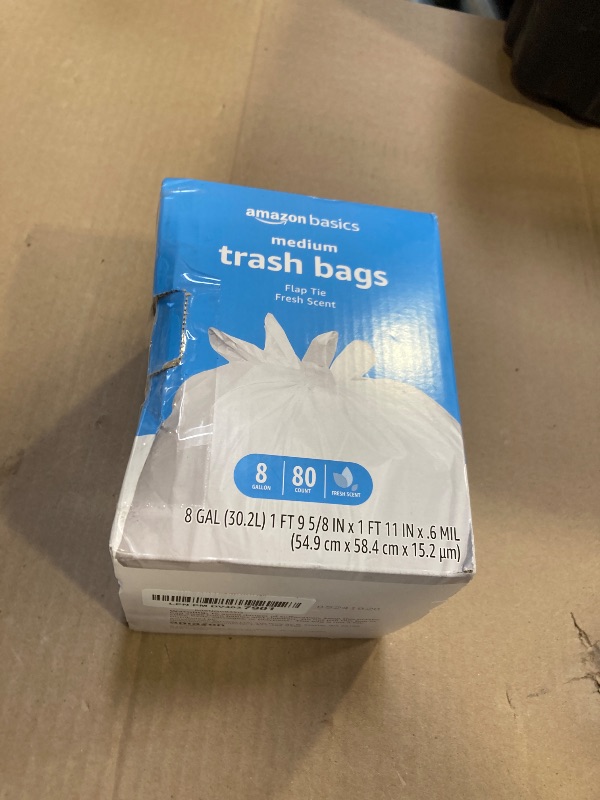 amazon basics
medium
trash bags
Flap Tie
Fresh Scent
8
GALLON
80
COUNT
FRESH SCENT
8 GAL (30.2L) 1 FT 9 5/8 IN x 1 FT 11 IN x .6 MIL
(54.9 cm x 58.4 cm x 15.2 µm)
amazon